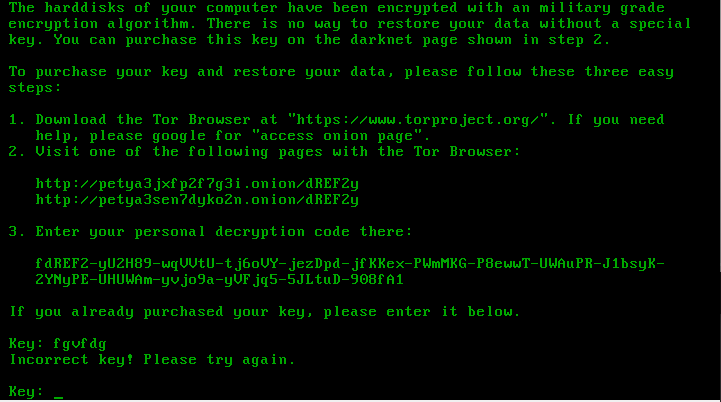 The harddisks of your computer have been encrypted with an military grade
encryption algorithm. There is no way to restore your data without a special
key. You can purchase this key on the darknet page shown in step 2.
To purchase your key and restore your data, please follow these three easy
steps:
1. Download the Tor Browser at "https://www.torproject.org/". If you need
help, please google for "access onion page".
2. Visit one of the following pages with the Tor Browser:
http://petya3jxfp2f7g3i.onion/dREF2y
http://petya3sen7dyko2n.onion/dREF2y
3. Enter your personal decryption code there:
fdREF2-yU2H89-wqVVtU-tj6oVY-jezDpd-jfKKex-PWmMKG-P8ewwT-UWAuPR-J1bsyK-
2YNyPE-UHUWAm-yvjo9a-yVFjq5-5JLtuD-908fA1
If you already purchased your key, please enter it below.
Key: fgvfdg
Incorrect key! Please try again.
Key: _